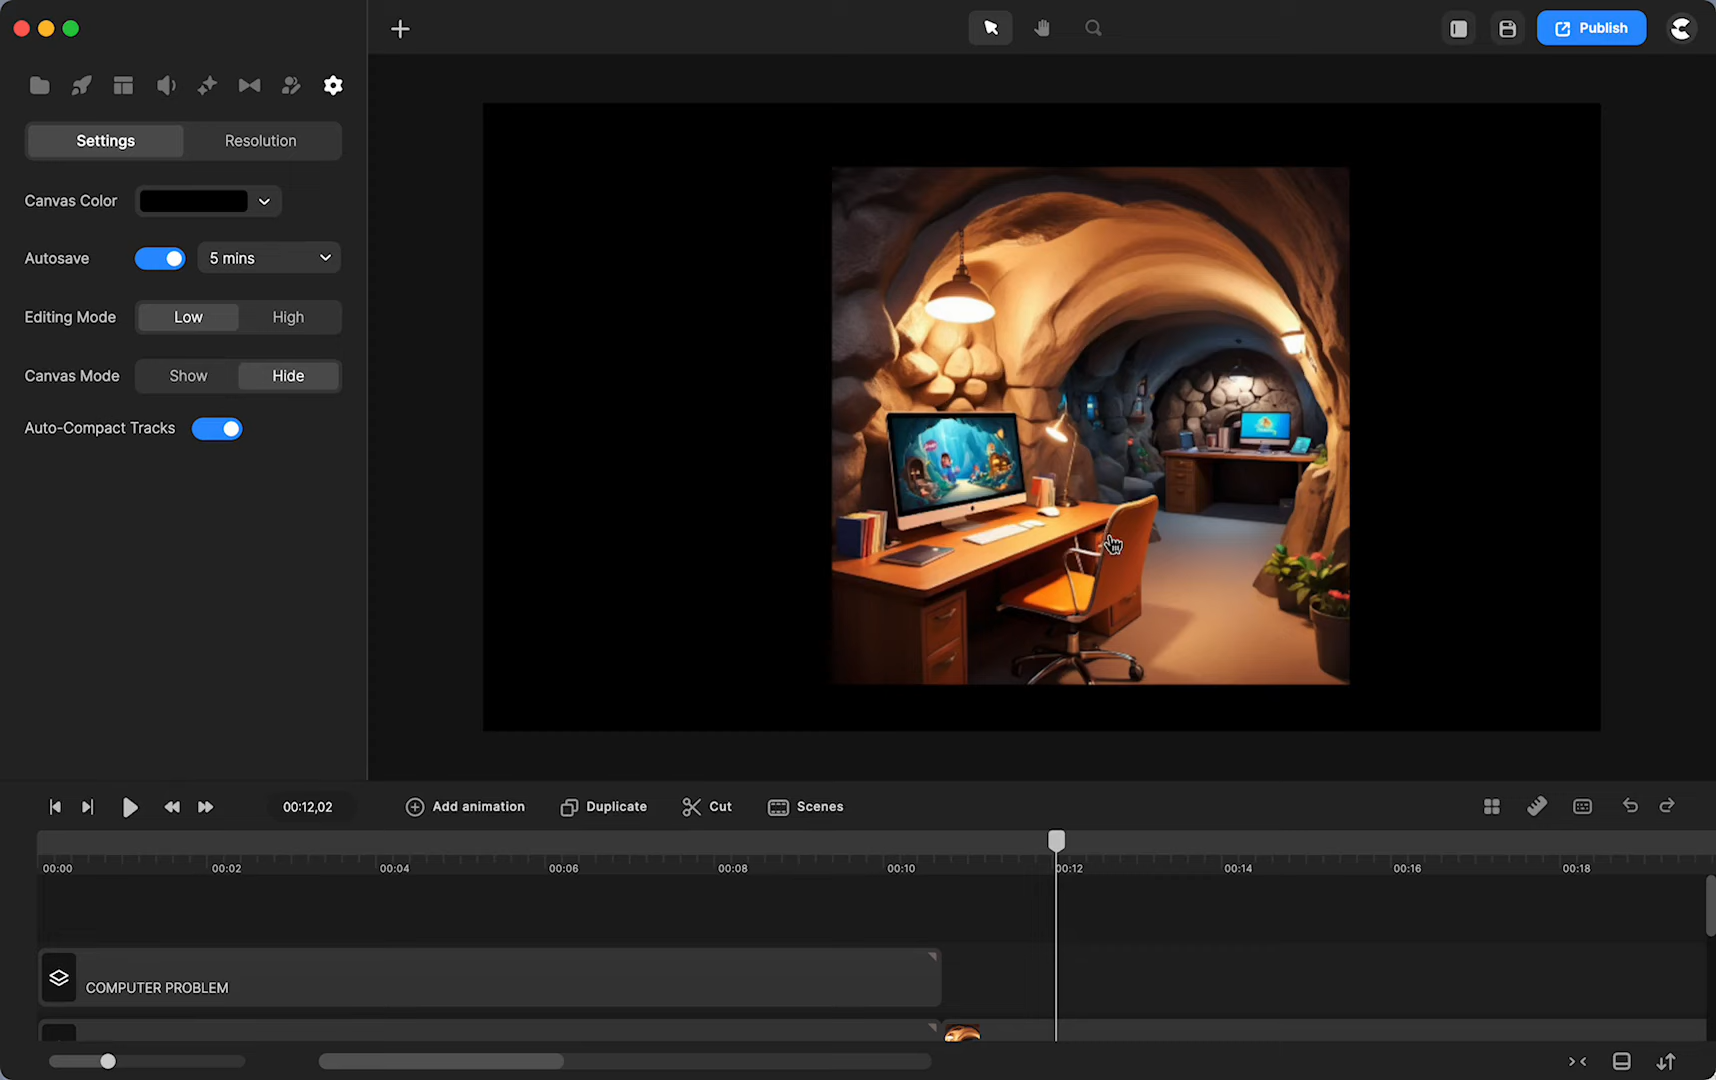 Publish
Settings
Resolution
Canvas Color
Autosave
5 mins
Editing Mode
Low
High
Canvas Mode
Show
Hide
Auto-Compact Tracks
00:12,02
Add animation
Duplicate
Cut
Scenes
00:00
00:02
00:04
00:06
00:08
00:10
00:12
00:14
00:16
00:18
COMPUTER PROBLEM